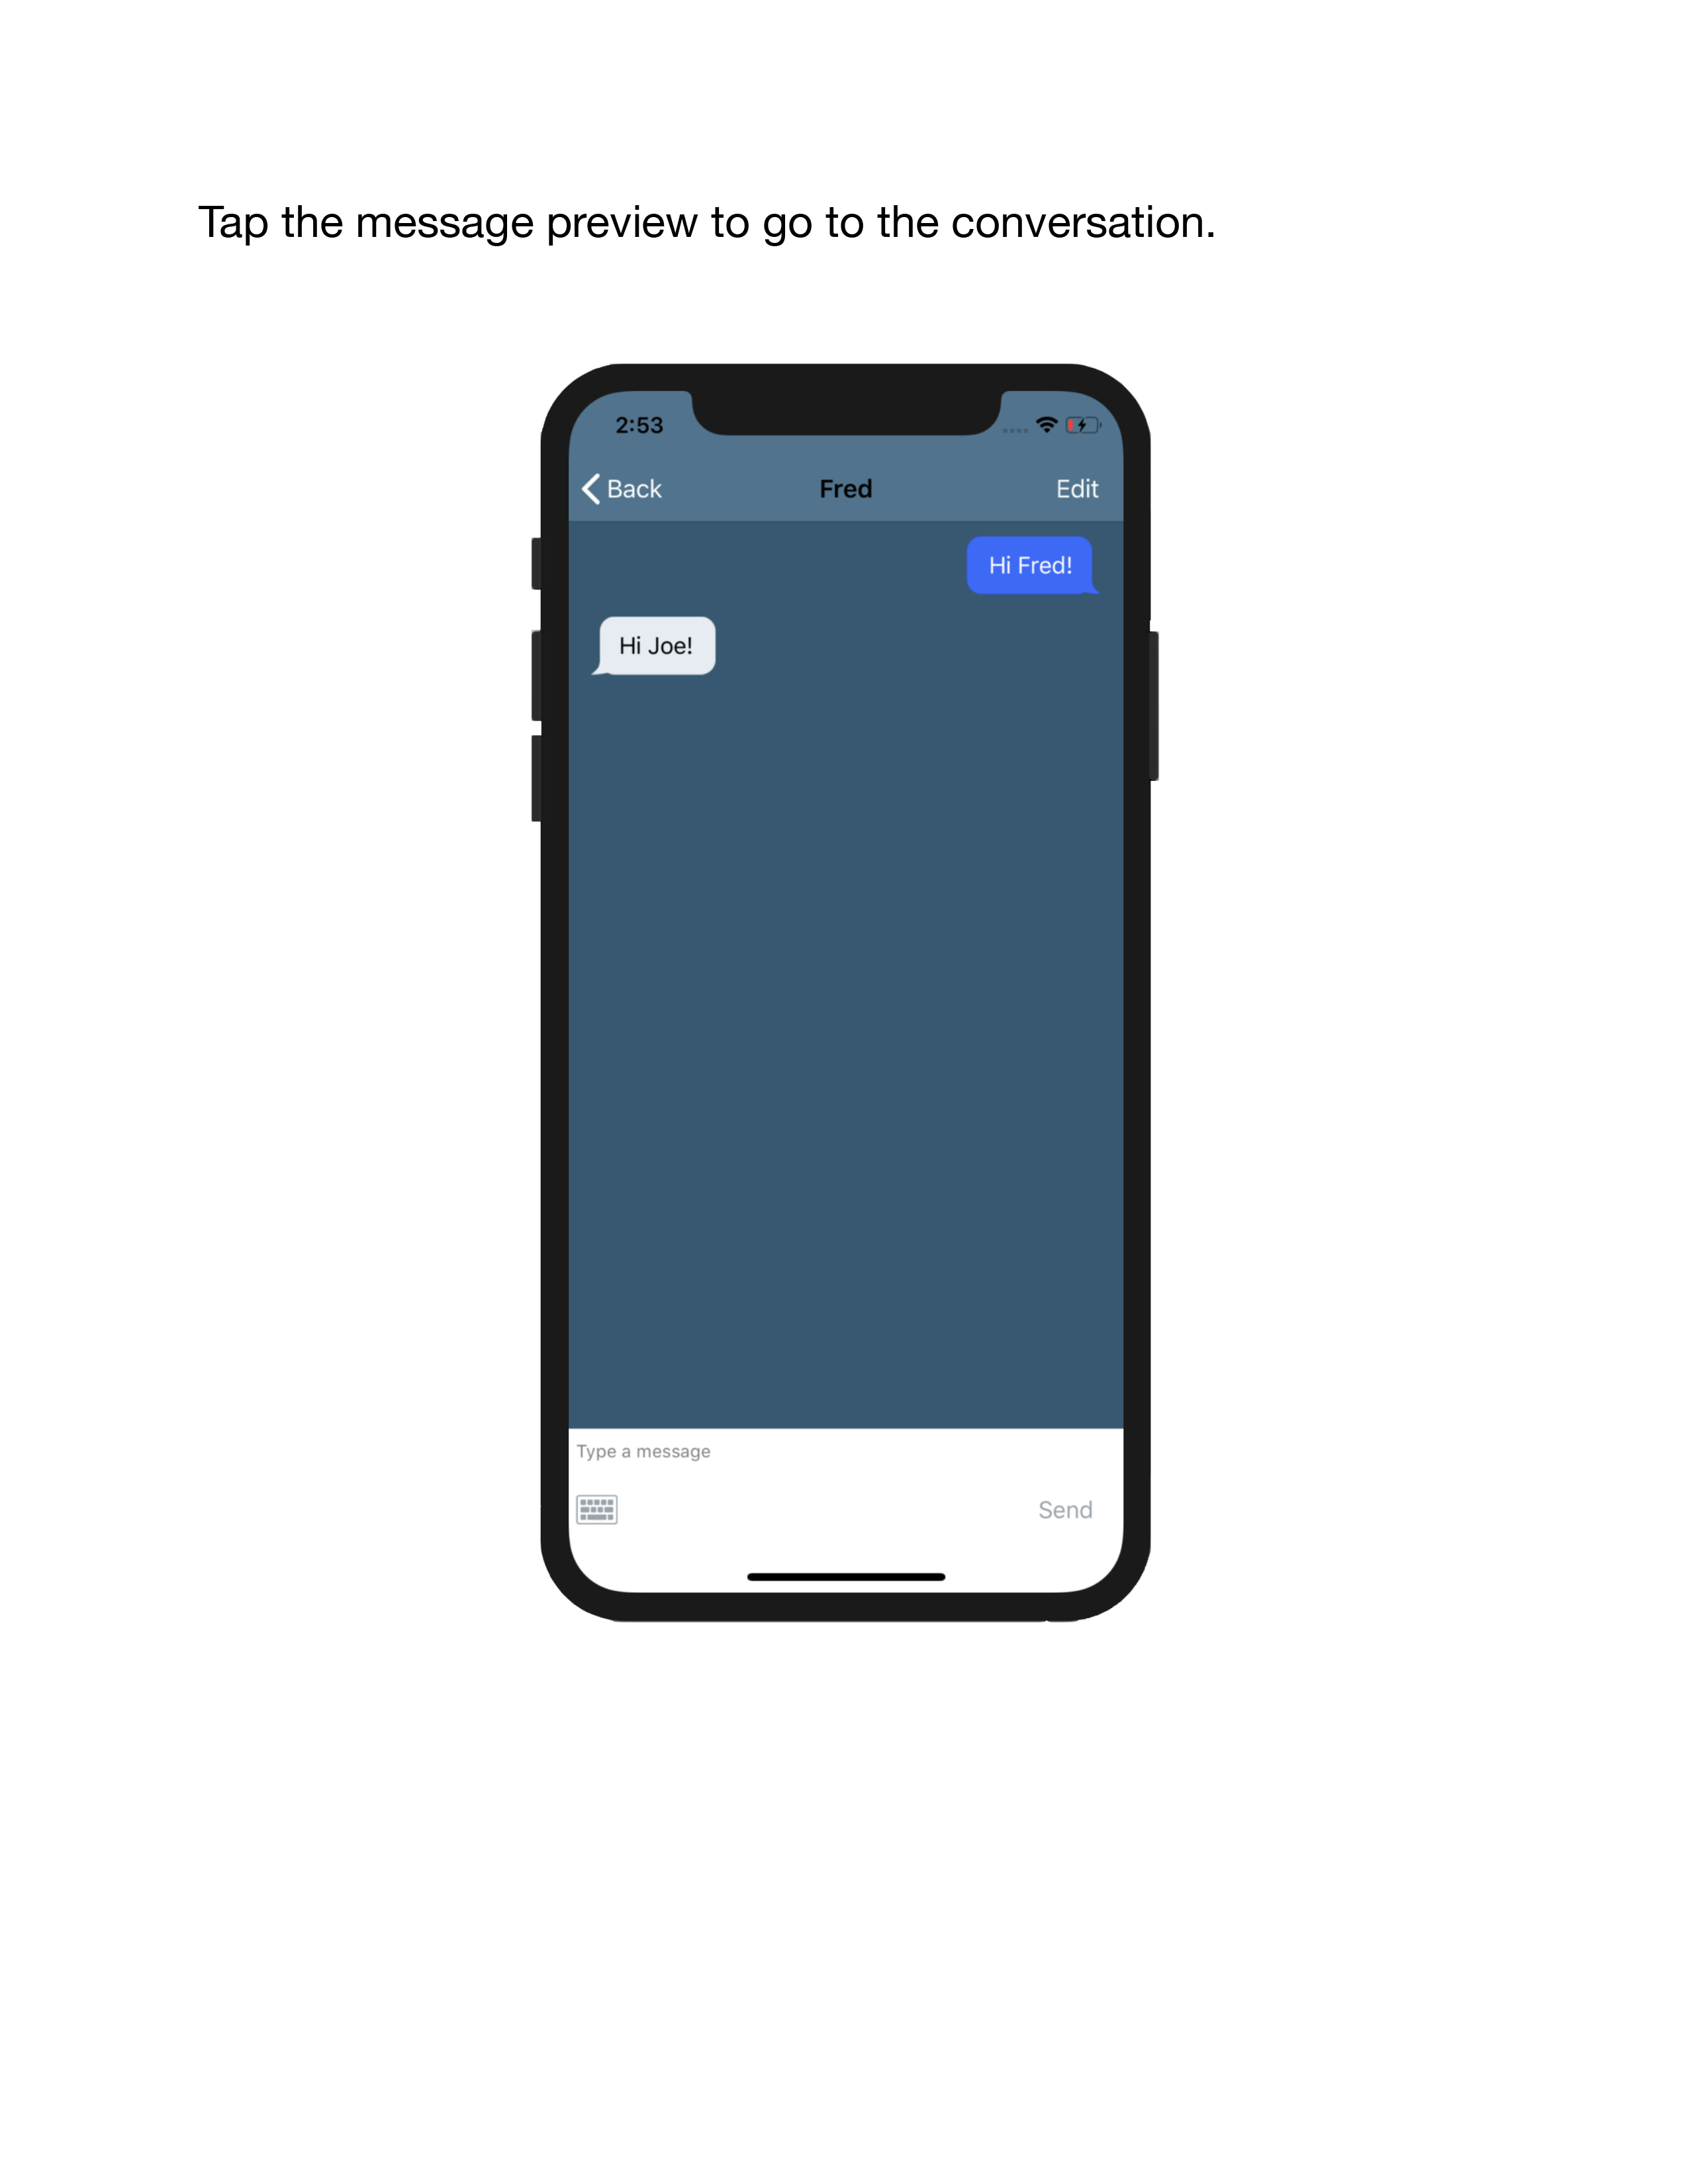 Tap the message preview to go to the conversation.
2:53
Back Fred Edit
Hi Fred!
Hi Joe!
Type a message
Send